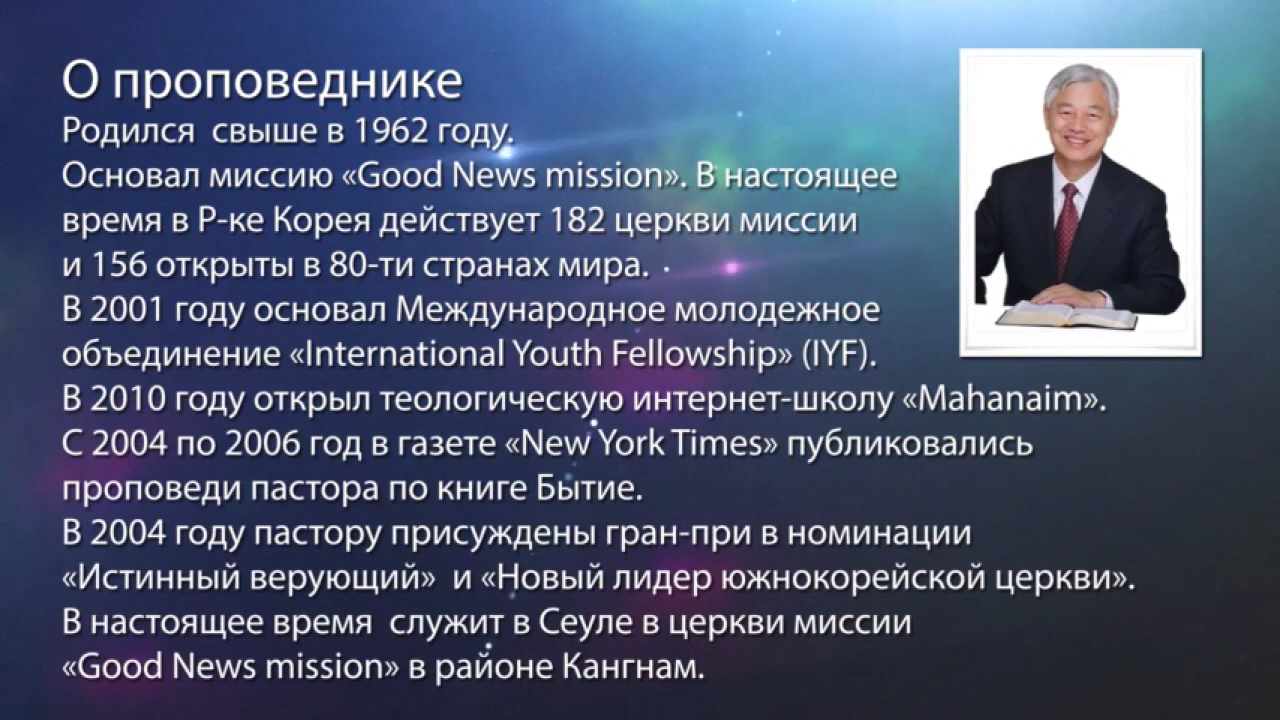 О проповеднике
Родился свыше в 1962 году.
Основал миссию «Good News mission». В настоящее
время в Р-ке Корея действует 182 церкви миссии
и 156 открыты в 80-ти странах мира.
В 2001 году основал Международное молодежное
объединение «International Youth Fellowship» (IYF).
В 2010 году открыл теологическую интернет-школу «Mahanaim».
С 2004 по 2006 год в газете «New York Times» публиковались
проповеди пастора по книге Бытие.
В 2004 году пастору присуждены гран-при в номинации
«Истинный верующий» и «Новый лидер южнокорейской церкви».
В настоящее время служит в Сеуле в церкви миссии
«Good News mission» в районе Кангнам.